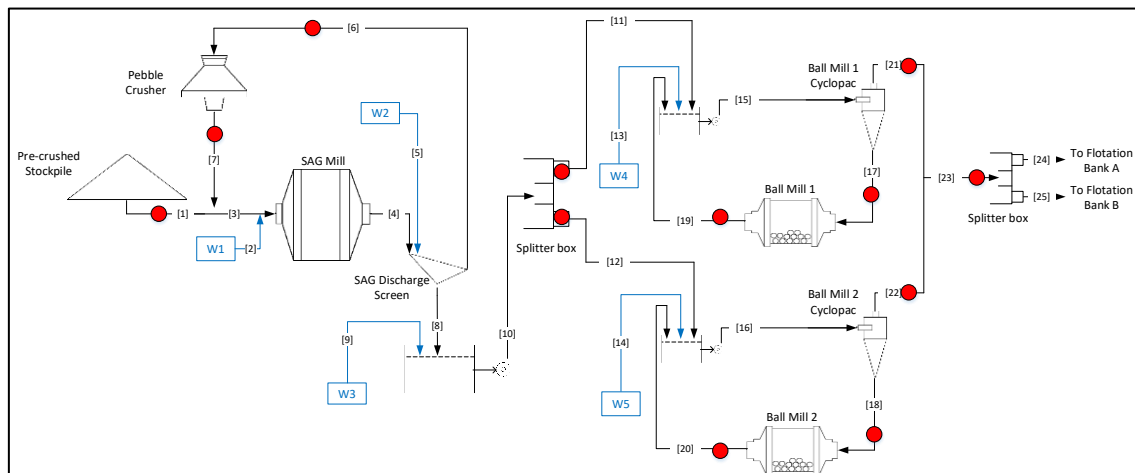 [6]
[11]
Pebble
Crusher
W2
[13]
W4
[15]
Ball Mill 1
Cyclopac
[21]
[7]
[5]
Pre-crushed
Stockpile
SAG Mill
[1]
[3]
[4]
[2]
W1
SAG Discharge
Screen
[8]
[9]
W3
[10]
Splitter box
[12]
[17]
Ball Mill 1
[19]
[23]
[24]
To Flotation
Bank A
[25]
To Flotation
Bank B
Splitter box
[14]
W5
[16]
Ball Mill 2
Cyclopac
[22]
[18]
Ball Mill 2
[20]